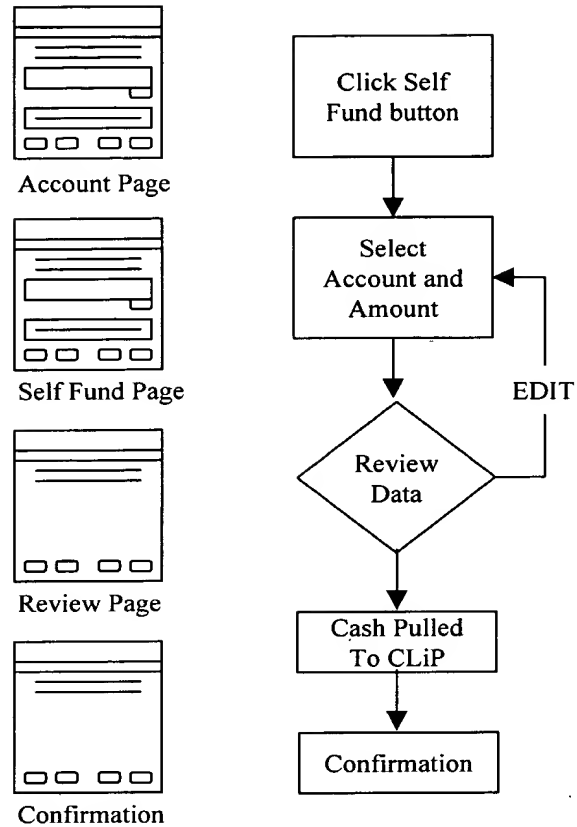 Account Page
Self Fund Page
Review Page
Confirmation
Click Self
Fund button
Select
Account and
Amount
EDIT
Review
Data
Cash Pulled
To CLiP
Confirmation